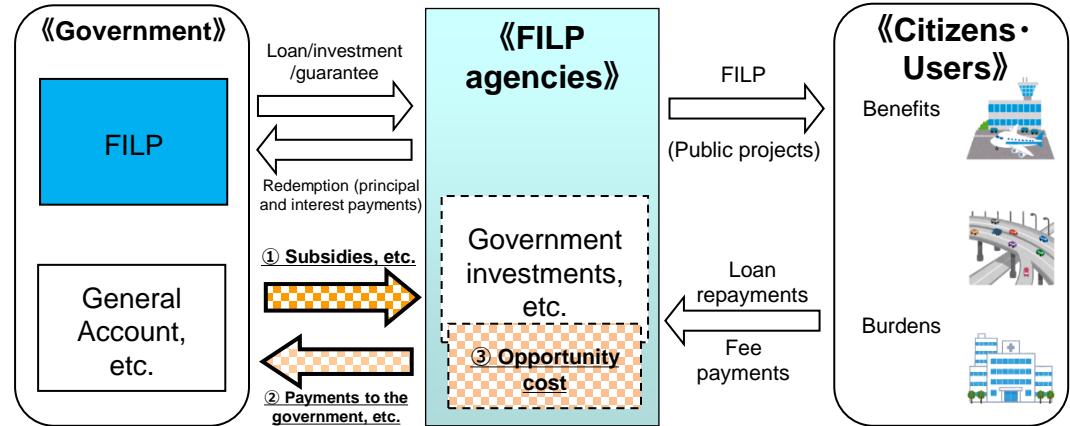 《Government》
FILP
General
Account,
etc.
Loan/investment
/guarantee
Redemption (principal
and interest payments)
① Subsidies, etc.
② Payments to the
government, etc.
《FILP
agencies》
Government
investments,
etc.
③ Opportunity
cost
FILP
(Public projects)
Loan
repayments
Fee
payments
《Citizens・
Users》
Benefits
Burdens